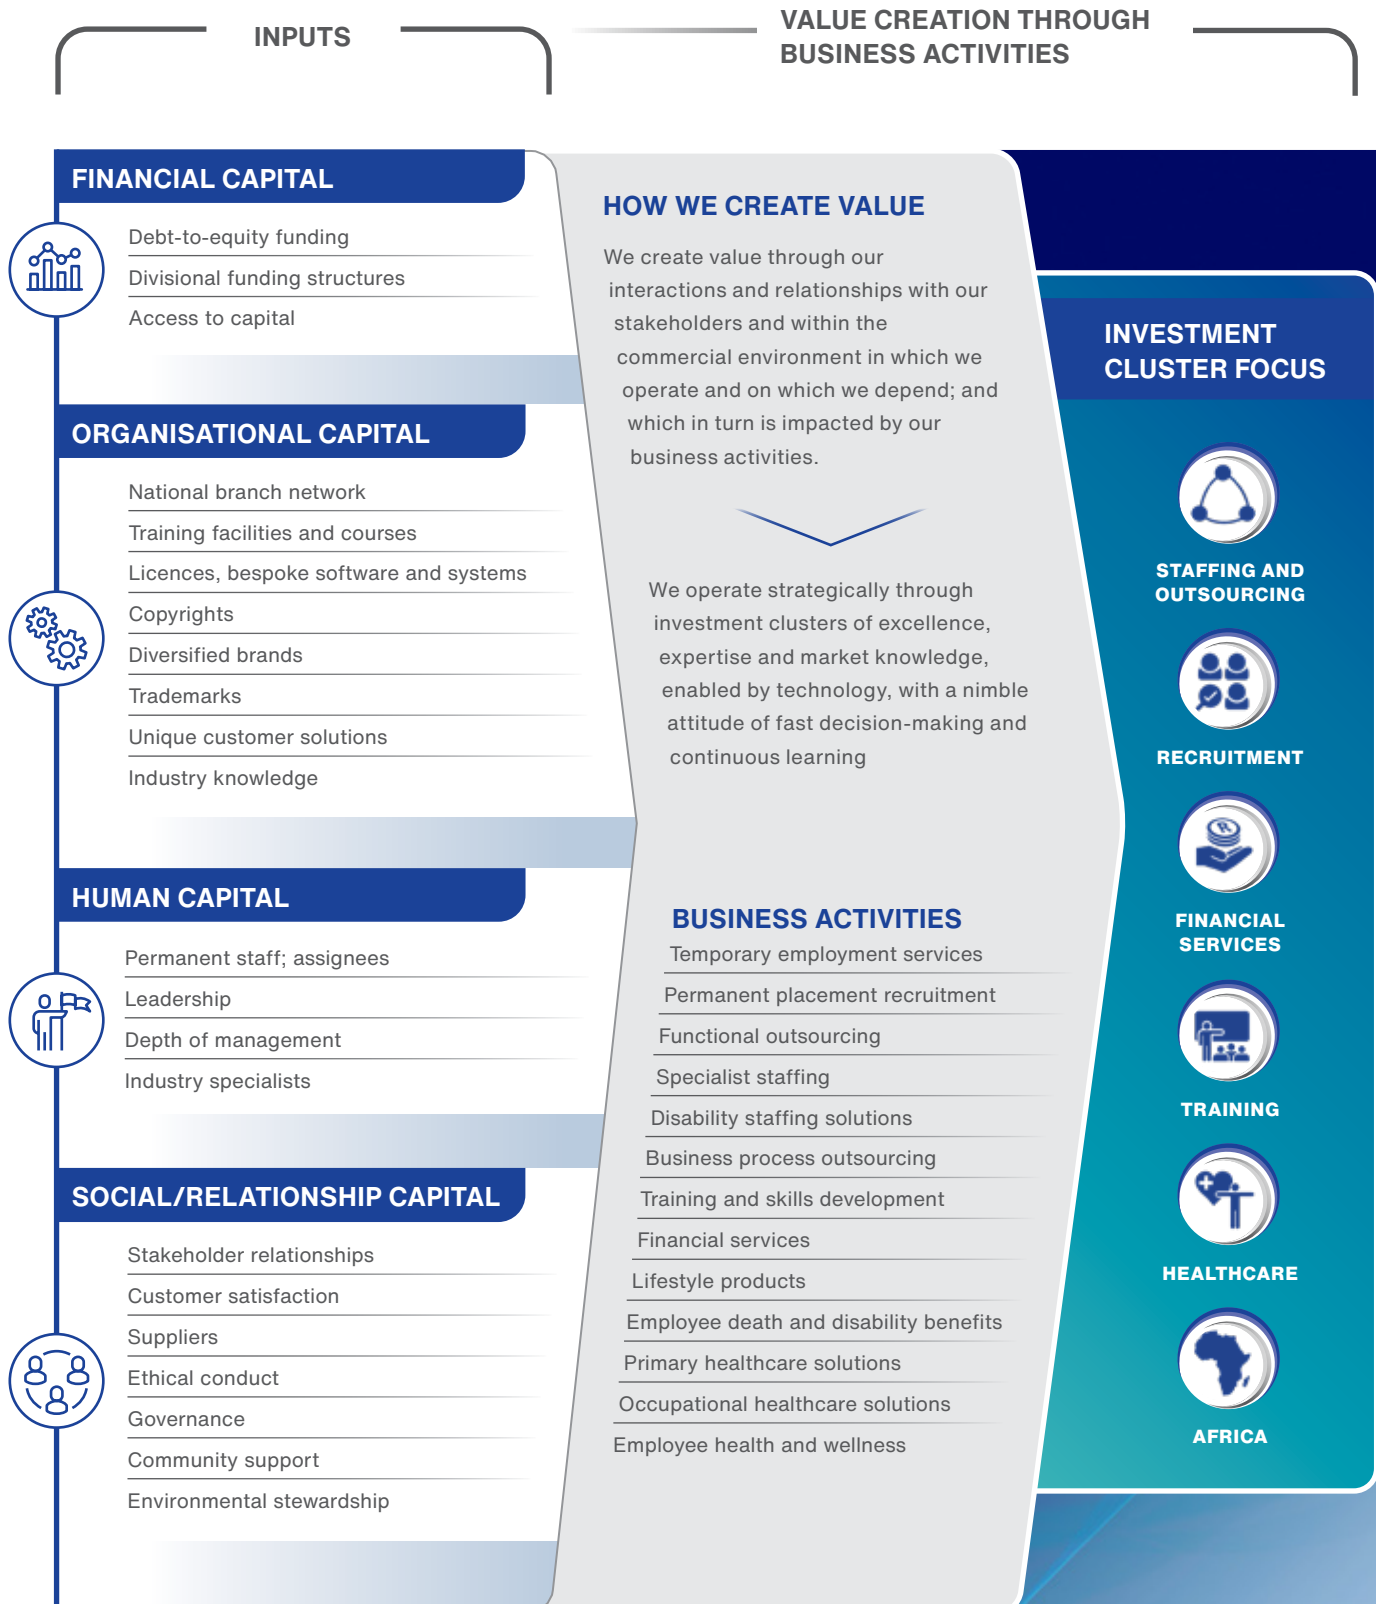 INPUTS
VALUE CREATION THROUGH
BUSINESS ACTIVITIES
FINANCIAL CAPITAL
Debt-to-equity funding
Divisional funding structures
Access to capital
ORGANISATIONAL CAPITAL
National branch network
Training facilities and courses
Licences, bespoke software and systems
Copyrights
Diversified brands
Trademarks
Unique customer solutions
Industry knowledge
HUMAN CAPITAL
Permanent staff; assignees
Leadership
Depth of management
Industry specialists
SOCIAL/RELATIONSHIP CAPITAL
Stakeholder relationships
Customer satisfaction
Suppliers
Ethical conduct
Governance
Community support
Environmental stewardship
HOW WE CREATE VALUE
We create value through our
interactions and relationships with our
stakeholders and within the
commercial environment in which we
operate and on which we depend; and
which in turn is impacted by our
business activities.
We operate strategically through
investment clusters of excellence,
expertise and market knowledge,
enabled by technology, with a nimble
attitude of fast decision-making and
continuous learning
BUSINESS ACTIVITIES
Temporary employment services
Permanent placement recruitment
Functional outsourcing
Specialist staffing
Disability staffing solutions
Business process outsourcing
Training and skills development
Financial services
Lifestyle products
Employee death and disability benefits
Primary healthcare solutions
Occupational healthcare solutions
Employee health and wellness
INVESTMENT
CLUSTER FOCUS
STAFFING AND
OUTSOURCING
RECRUITMENT
R
FINANCIAL
SERVICES
TRAINING
HEALTHCARE
AFRICA